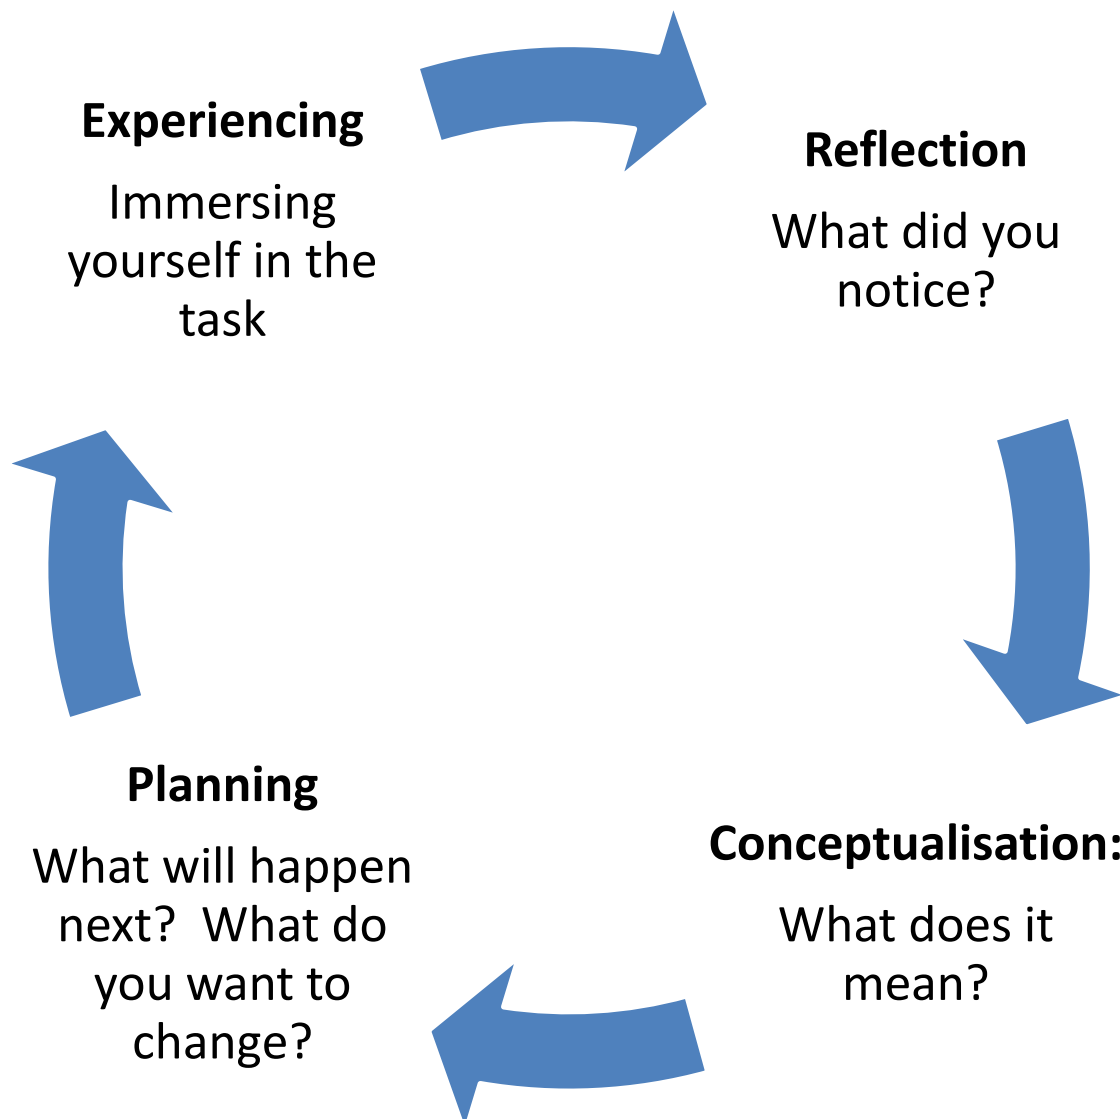 Experiencing
Immersing
yourself in the
task
Reflection
What did you
notice?
Conceptualisation:
What does it
mean?
Planning
What will happen
next?  What do
you want to
change?